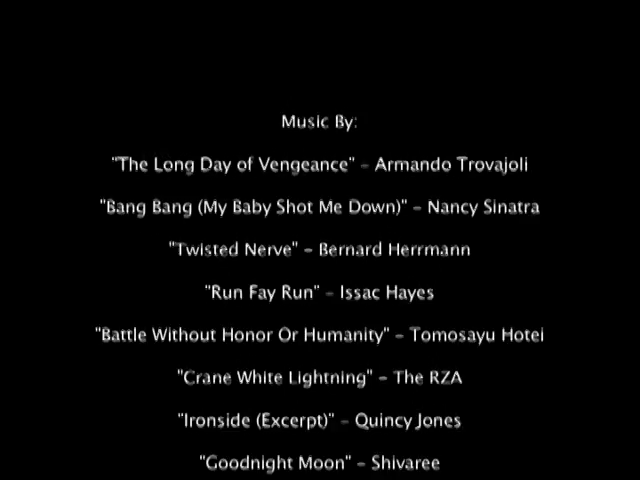 Music By:
"The Long Day of Vengeance" – Armando Trovajoli
"Bang Bang (My Baby Shot Me Down)" – Nancy Sinatra
"Twisted Nerve" – Bernard Herrmann
"Run Fay Run" – Issac Hayes
"Battle Without Honor Or Humanity" – Tomosayu Hotei
"Crane White Lightning" – The RZA
"Ironside (Excerpt)" – Quincy Jones
"Goodnight Moon" – Shivaree